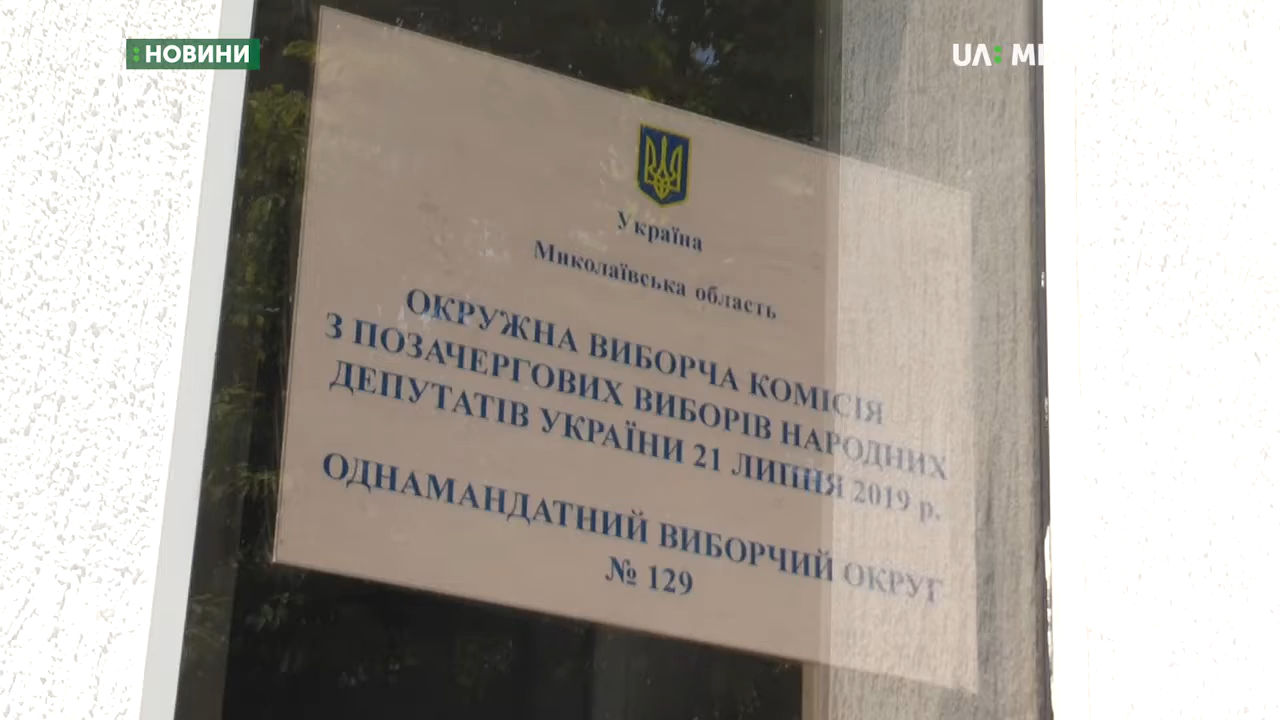 :НОВИНИ
UA: МИ
Україна
Миколаївська область
ОКРУЖНА ВИБОРЧА КОМІСІЯ
З ПОЗАЧЕРГОВИХ ВИБОРІВ НАРОДНИХ
ДЕПУТАТІВ УКРАЇНИ 21 ЛИПНЯ 2019 р.
ОДНАМАНДАТНИЙ ВИБОРЧИЙ ОКРУГ
№ 129